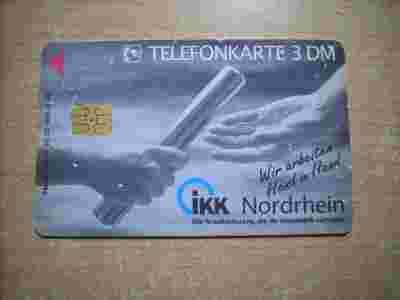 TELEFONKARTE 3 DM
Wir arbeiten
Hand in Hand
iKK Nordrhein